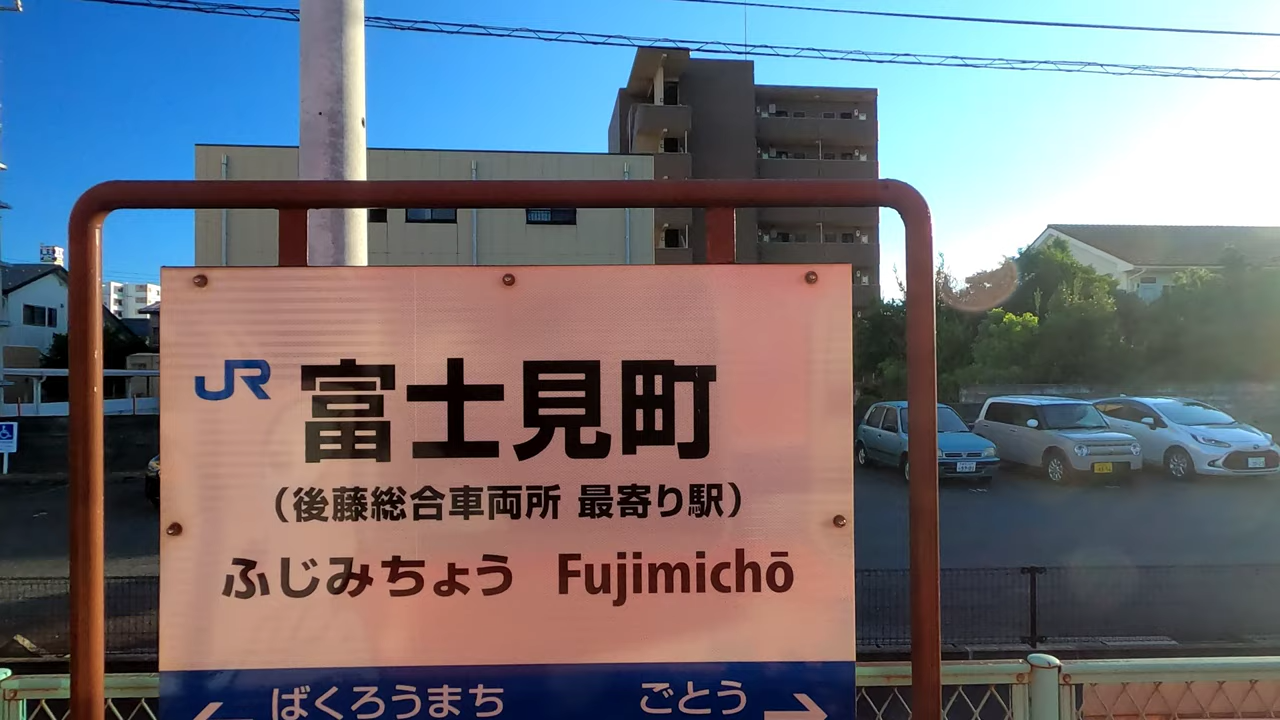 JR 富士見町
（後藤総合車両所 最寄り駅）
ふじみちょう Fujimichō
← ばくろうまち ごとう →